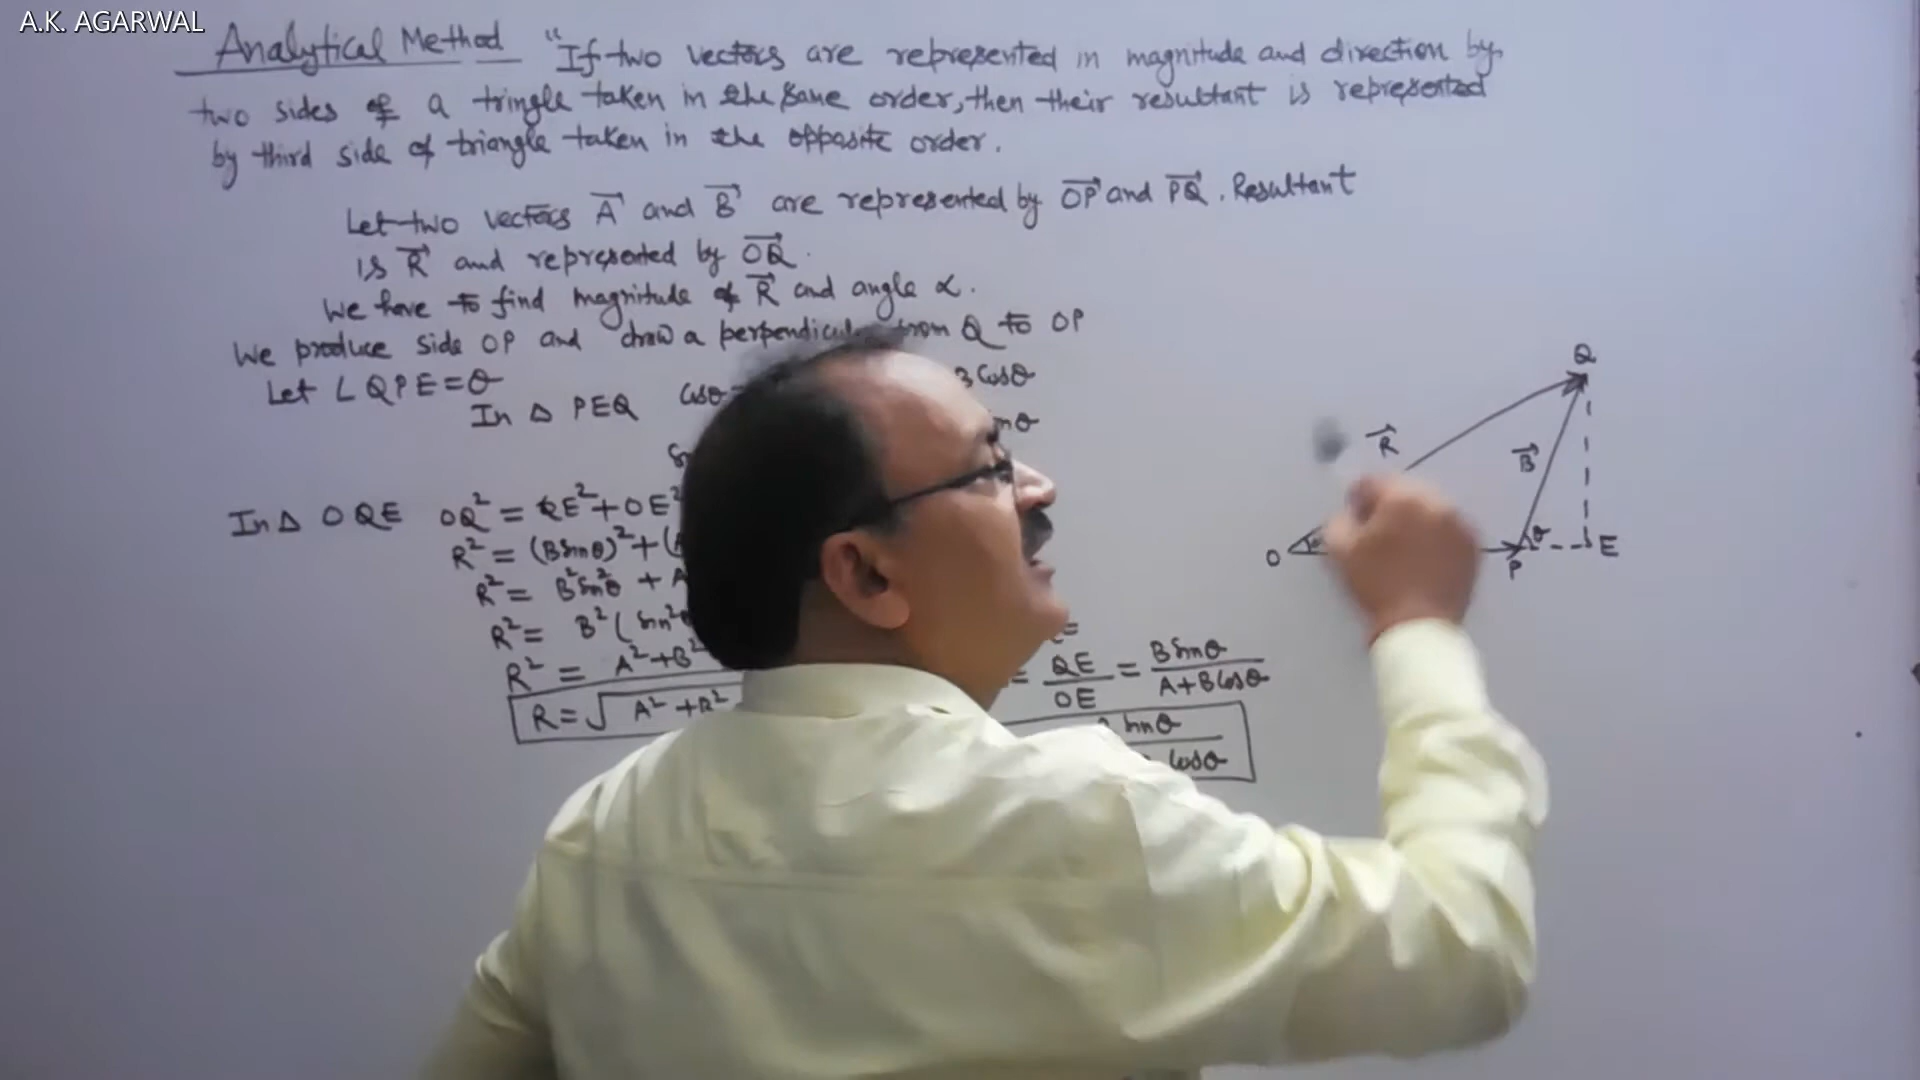 A.K. AGARWAL
Analytical Method "If two vectors are represented in magnitude and direction by
two sides of a tringle taken in the same order, then their resultant is represented
by third side of triangle taken in the opposite order.
Let two vectors A⃗ and B⃗ are represented by OP⃗ and PQ⃗. Resultant
is R⃗ and represented by OQ⃗.
We have to find magnitude of R⃗ and angle α.
We produce side OP and draw a from Q to OP
Let ∠QPE=θ
In Δ PEQ Cosθ Cosθ
In Δ OQE OQ² = QE² + OE²
R² = (B Sinθ)² + (
R² = B² Sin²θ +
R² = B² (
R² = A² + B²
R = √ A² + B²
= QE/OE = B Sinθ / A + B Cosθ
Sinθ
Cosθ
Q
R⃗
B⃗
O
P
θ
E